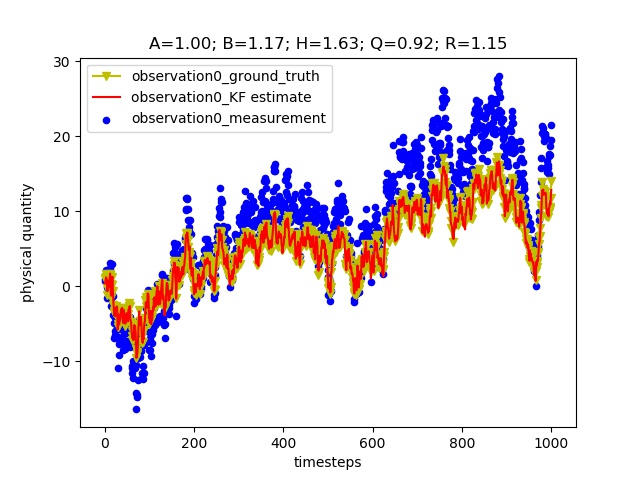 A=1.00; B=1.17; H=1.63; Q=0.92; R=1.15
30
20
10
0
−10
physical quantity
observation0_ground_truth
observation0_KF estimate
observation0_measurement
0
200
400
600
800
1000
timesteps